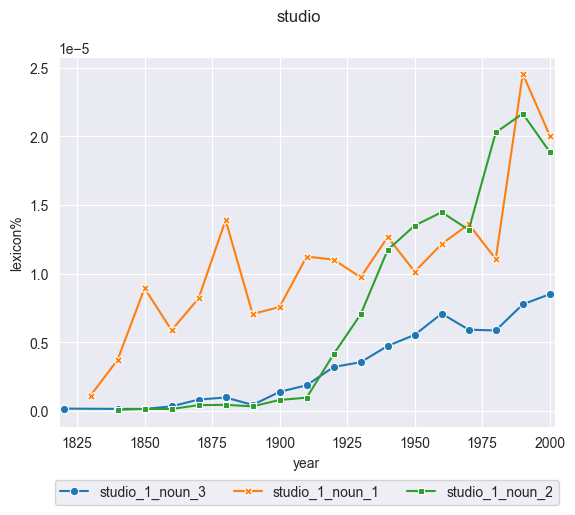 studio
1e−5
2.5
2.0
1.5
1.0
0.5
0.0
lexicon%
1825 1850 1875 1900 1925 1950 1975 2000
year
studio_1_noun_3 studio_1_noun_1 studio_1_noun_2